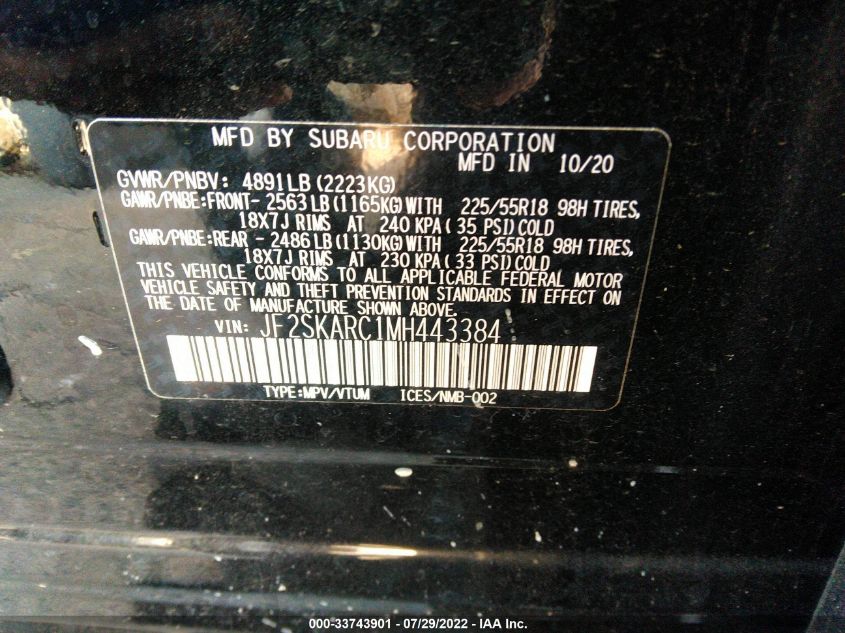 MFD BY SUBARU CORPORATION
MFD IN 10/20
GVWR/PNBV: 4891LB (2223KG)
GAWR/PNBE:FRONT- 2563LB (1165KG)WITH 225/55R18 98H TIRES,
18X7J RIMS AT 240 KPA( 35 PSI)COLD
GAWR/PNBE:REAR - 2486LB (1130KG)WITH 225/55R18 98H TIRES,
18X7J RIMS AT 230 KPA( 33 PSI)COLD
THIS VEHICLE CONFORMS TO ALL APPLICABLE FEDERAL MOTOR
VEHICLE SAFETY AND THEFT PREVENTION STANDARDS IN EFFECT ON
THE DATE OF MANUFACTURE SHOWN ABOVE.
VIN: JF2SKARC1MH443384
TYPE:MPV/VTUM ICES/NMB-002
000-33743901 - 07/29/2022 - IAA Inc.